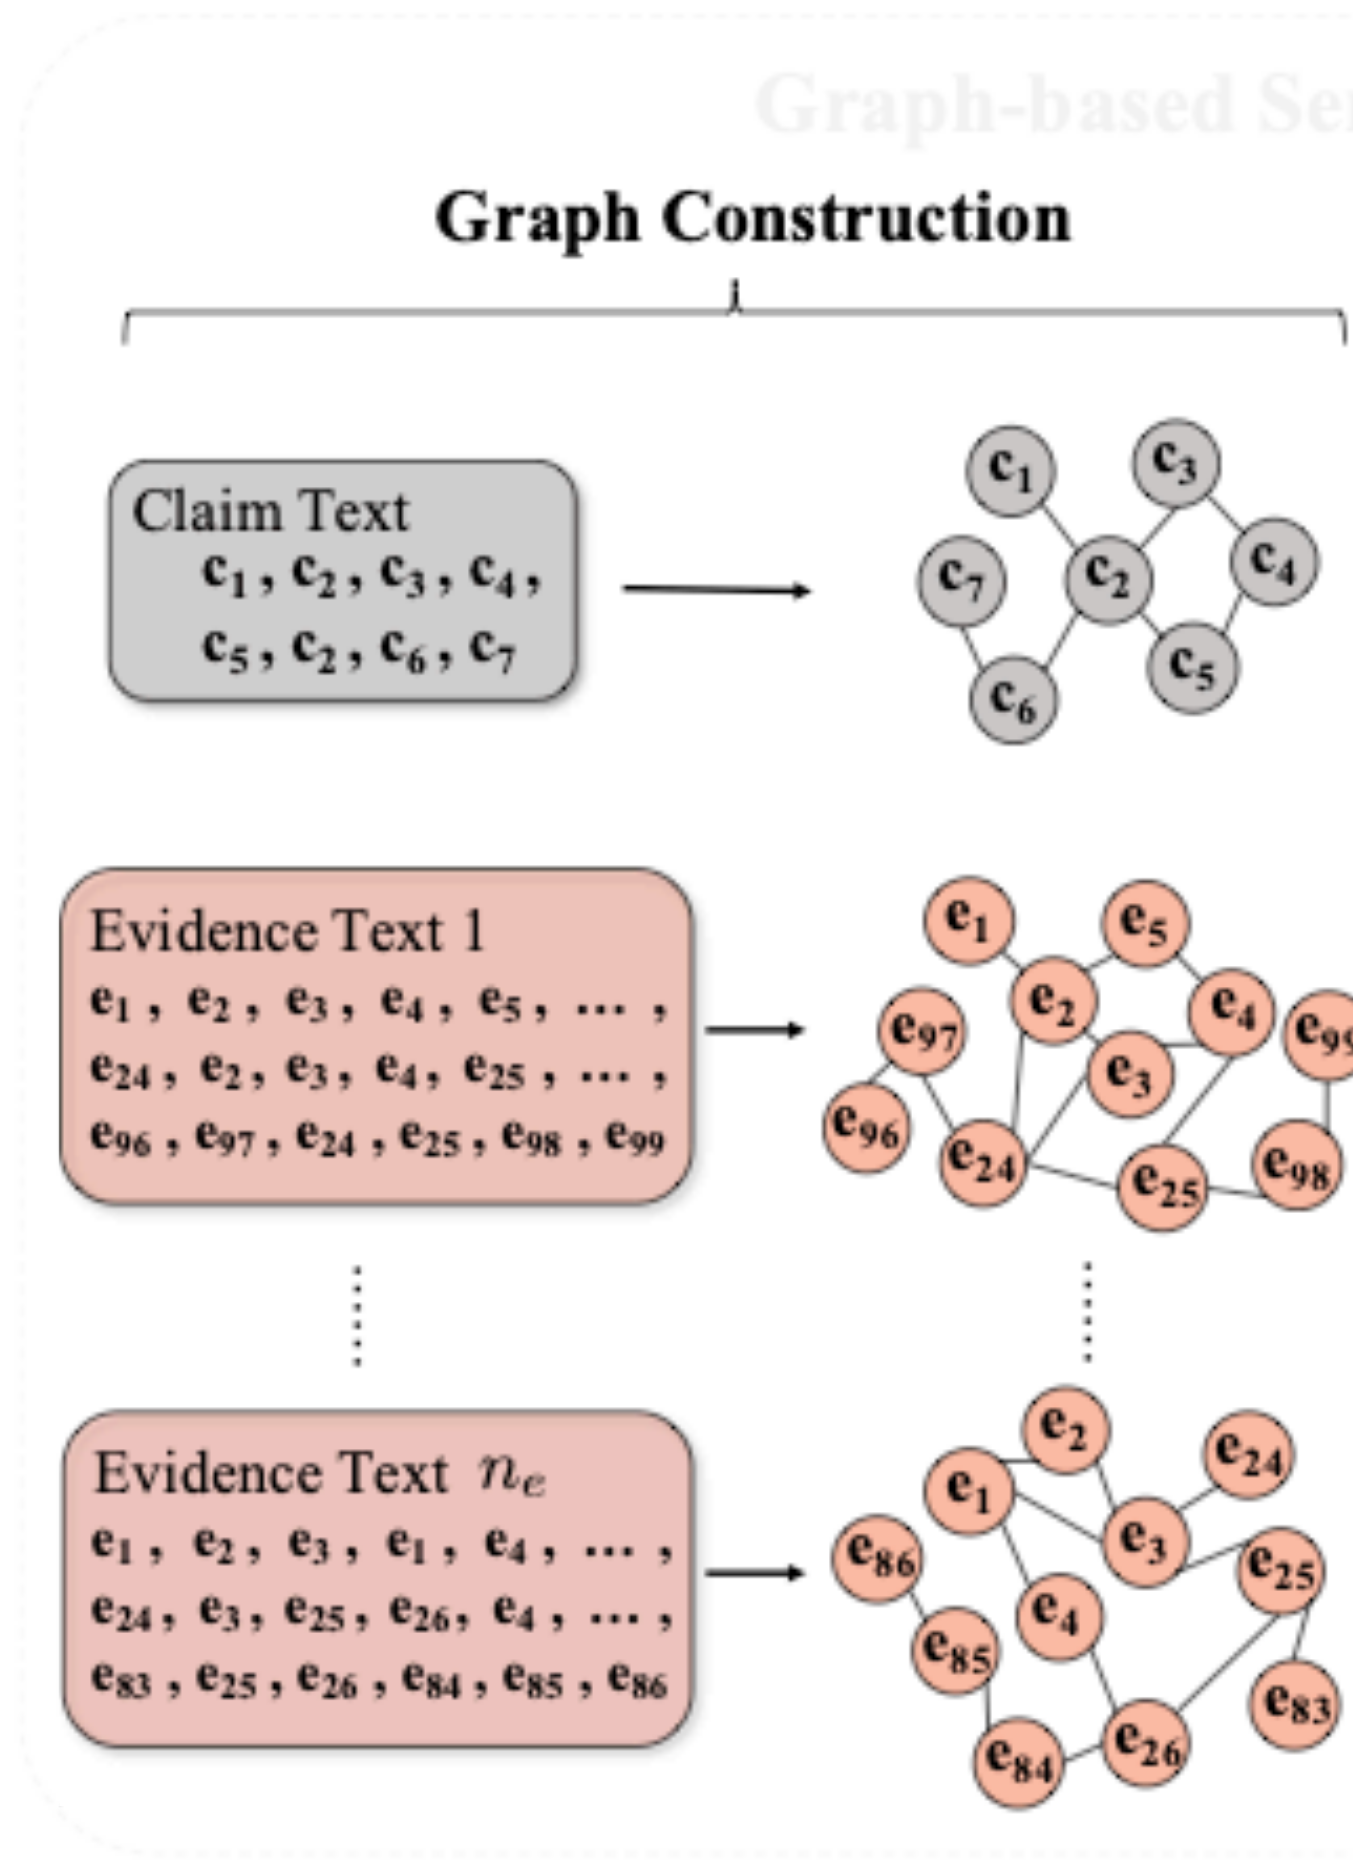 Graph-based Se
Graph Construction
Claim Text
c1 , c2 , c3 , c4 ,
c5 , c2 , c6 , c7
c1
c3
c7
c2
c4
c6
c5
Evidence Text 1
e1 , e2 , e3 , e4 , e5 , ... ,
e24 , e2 , e3 , e4 , e25 , ... ,
e96 , e97 , e24 , e25 , e98 , e99
e1
e5
e97
e2
e4
e99
e3
e96
e24
e25
e98
Evidence Text ne
e1 , e2 , e3 , e1 , e4 , ... ,
e24 , e3 , e25 , e26 , e4 , ... ,
e83 , e25 , e26 , e84 , e85 , e86
e2
e24
e1
e3
e86
e25
e4
e85
e83
e84
e26